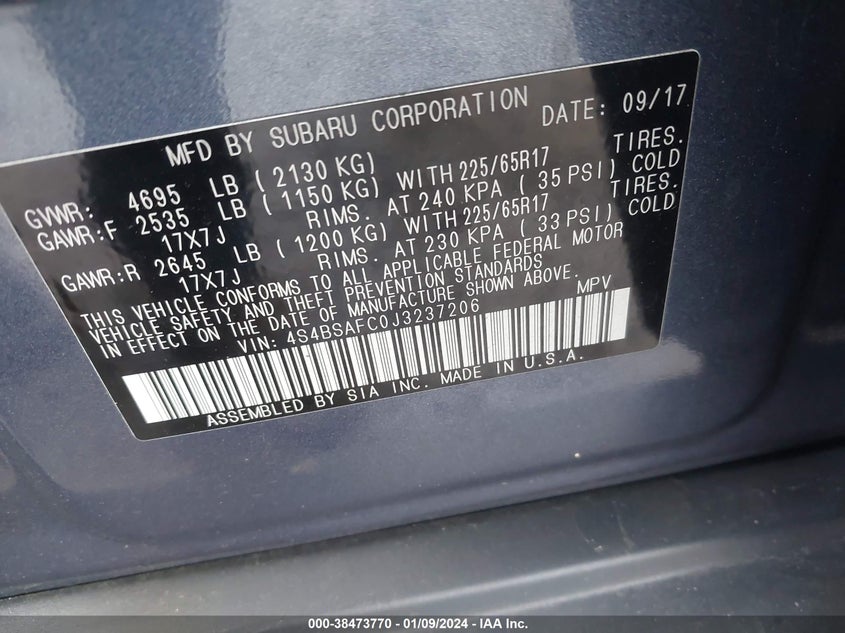 MFD BY SUBARU CORPORATION DATE: 09/17
GVWR: 4695 LB ( 2130 KG)
GAWR:F 2535 LB ( 1150 KG) WITH 225/65R17 TIRES.
17X7J RIMS. AT 240 KPA ( 35 PSI) COLD
GAWR:R 2645 LB ( 1200 KG) WITH 225/65R17 TIRES.
17X7J RIMS. AT 230 KPA ( 33 PSI) COLD
THIS VEHICLE CONFORMS TO ALL APPLICABLE FEDERAL MOTOR
VEHICLE SAFETY AND THEFT PREVENTION STANDARDS
IN EFFECT ON THE DATE OF MANUFACTURE SHOWN ABOVE.
VIN: 4S4BSAFC0J3237206 MPV
ASSEMBLED BY SIA INC. MADE IN U.S.A.
000-38473770 - 01/09/2024 - IAA Inc.